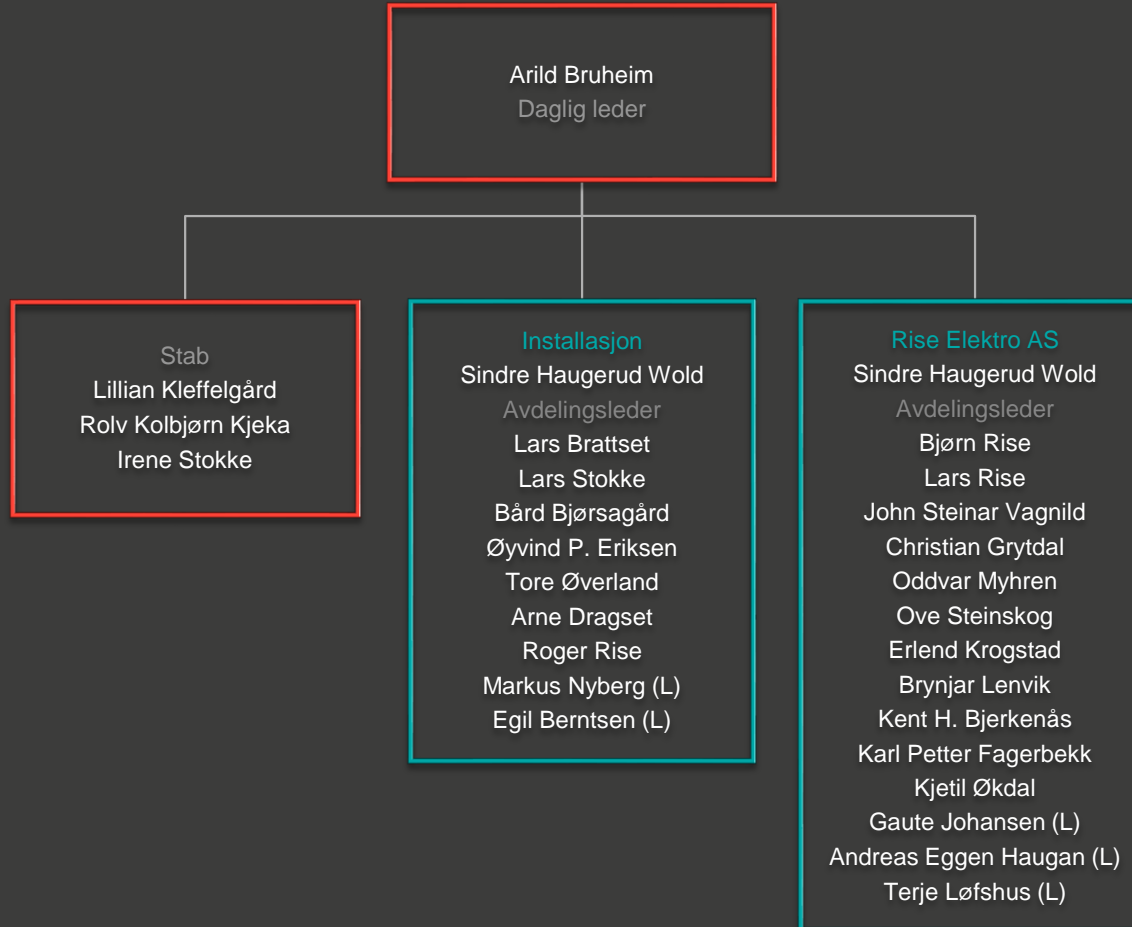 Arild Bruheim
Daglig leder
Stab
Lillian Kleffelgård
Rolv Kolbjørn Kjeka
Irene Stokke
Installasjon
Sindre Haugerud Wold
Avdelingsleder
Lars Brattset
Lars Stokke
Bård Bjørsagård
Øyvind P. Eriksen
Tore Øverland
Arne Dragset
Roger Rise
Markus Nyberg (L)
Egil Berntsen (L)
Rise Elektro AS
Sindre Haugerud Wold
Avdelingsleder
Bjørn Rise
Lars Rise
John Steinar Vagnild
Christian Grytdal
Oddvar Myhren
Ove Steinskog
Erlend Krogstad
Brynjar Lenvik
Kent H. Bjerkenås
Karl Petter Fagerbekk
Kjetil Økdal
Gaute Johansen (L)
Andreas Eggen Haugan (L)
Terje Løfshus (L)